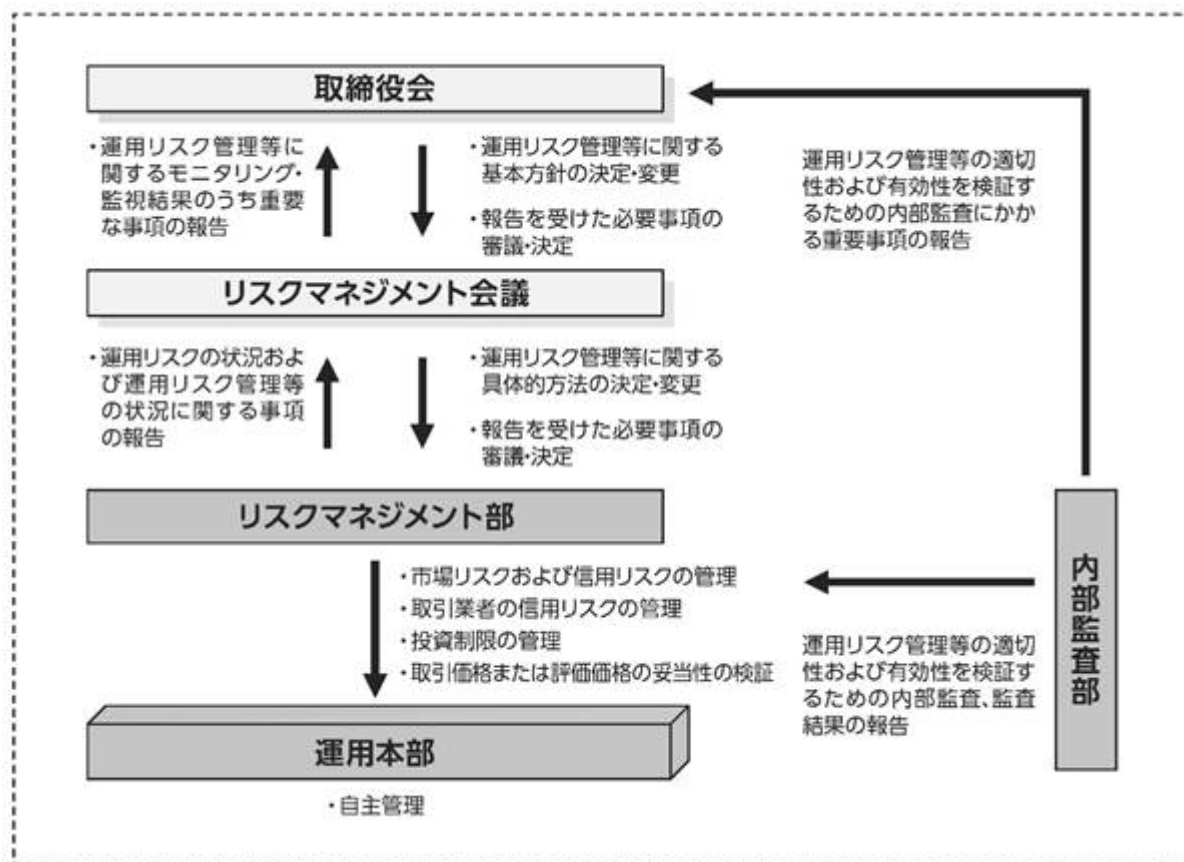 取締役会
・運用リスク管理等に
関するモニタリング・
監視結果のうち重要
な事項の報告
・運用リスク管理等に関する
基本方針の決定・変更
・報告を受けた必要事項の
審議・決定
運用リスク管理等の適切
性および有効性を検証す
るための内部監査にかか
る重要事項の報告
リスクマネジメント会議
・運用リスクの状況およ
び運用リスク管理等
の状況に関する事項
の報告
・運用リスク管理等に関する
具体的方法の決定・変更
・報告を受けた必要事項の
審議・決定
リスクマネジメント部
・市場リスクおよび信用リスクの管理
・取引業者の信用リスクの管理
・投資制限の管理
・取引価格または評価価格の妥当性の検証
運用リスク管理等の適切
性および有効性を検証す
るための内部監査、監査
結果の報告
内部監査部
運用本部
・自主管理